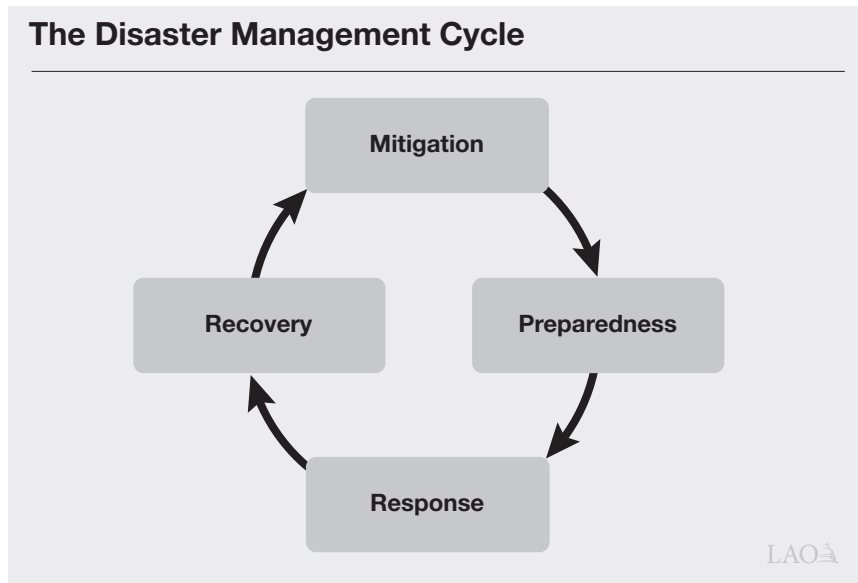 The Disaster Management Cycle
Mitigation
Recovery
Preparedness
Response
LAO